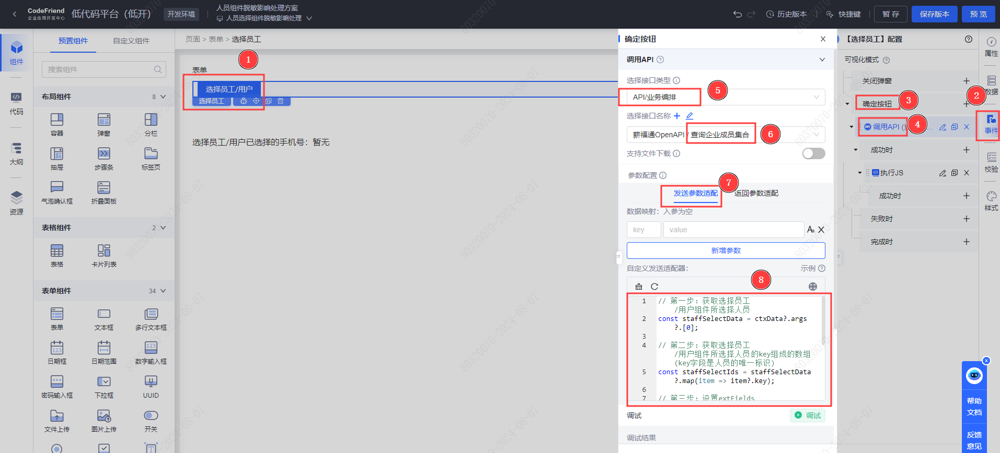 CodeFriend
企业应用开发中心
低代码平台（低开）
开发环境
人员组件脱敏影响处理方案
人员选择组件脱敏影响处理
历史版本
快捷键
暂 存
保存版本
预 览
组件
代码
大纲
资源
预置组件
自定义组件
搜索组件
布局组件 8
容器
弹窗
分栏
抽屉
步骤条
标签页
气泡确认框
折叠面板
表格组件 2
表格
卡片列表
表单组件 34
表单
文本框
多行文本框
日期框
日期范围
数字输入框
密码输入框
下拉框
UUID
文件上传
图片上传
开关
页面 > 表单 > 选择员工
1
表单
选择员工/用户
选择员工
选择员工/用户已选择的手机号：暂无
确定按钮
调用API
选择接口类型
API/业务编排
5
选择接口名称
薪福通OpenAPI / 查询企业成员集合
6
支持文件下载
参数配置
7
发送参数适配
返回参数适配
数据映射：入参为空
key
value
新增参数
自定义发送适配器：
示例
8
1 // 第一步：获取选择员工
/用户组件所选择人员
2 const staffSelectData = ctxData?.args
?.[0];
3
4 // 第二步：获取选择员工
/用户组件所选择人员的key组成的数组
(key字段是人员的唯一标识)
5 const staffSelectIds = staffSelectData
?.map(item => item?.key);
6
7 // 第三步：设置extFields
调试
调试
调试结果
【选择员工】配置
可视化模式
关闭弹窗
2
确定按钮
3
调用API (查...
4
成功时
执行JS
成功时
失败时
完成时
属性
数据
事件
校验
样式
帮助
文档
反馈
意见
80320070-2024-08-07